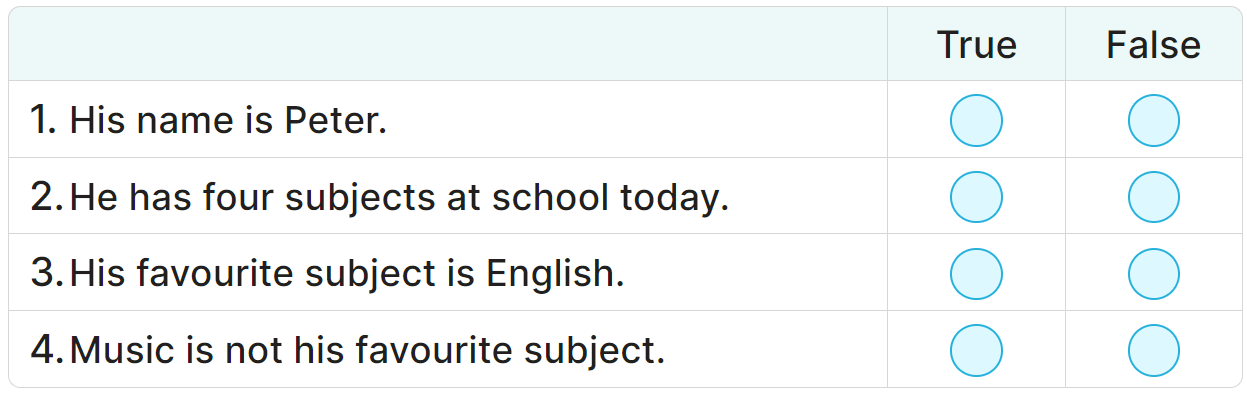 True False
1. His name is Peter.
2. He has four subjects at school today.
3. His favourite subject is English.
4. Music is not his favourite subject.